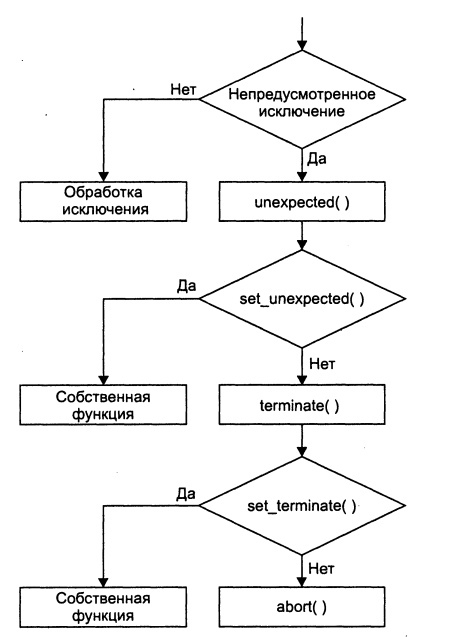 Нет
Непредусмотренное
исключение
Да
Обработка
исключения
unexpected( )
Да
set_unexpected( )
Нет
Собственная
функция
terminate( )
Да
set_terminate( )
Нет
Собственная
функция
abort( )